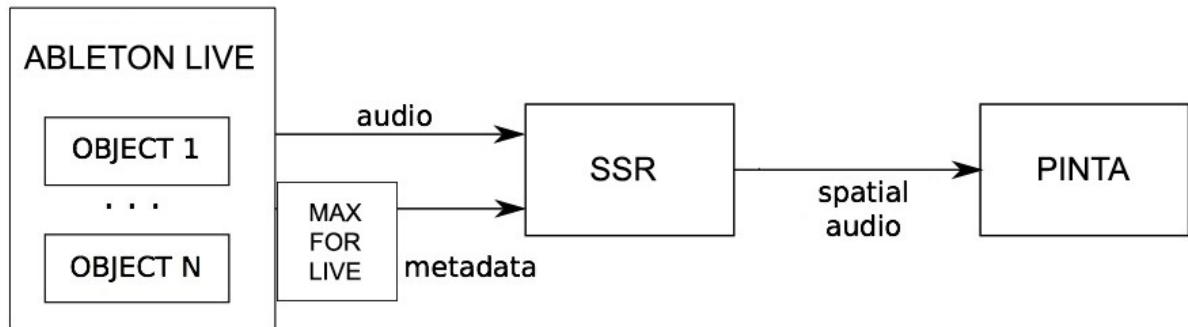 ABLETON LIVE
OBJECT 1
. . .
OBJECT N
MAX
FOR
LIVE
audio
metadata
SSR
spatial
audio
PINTA